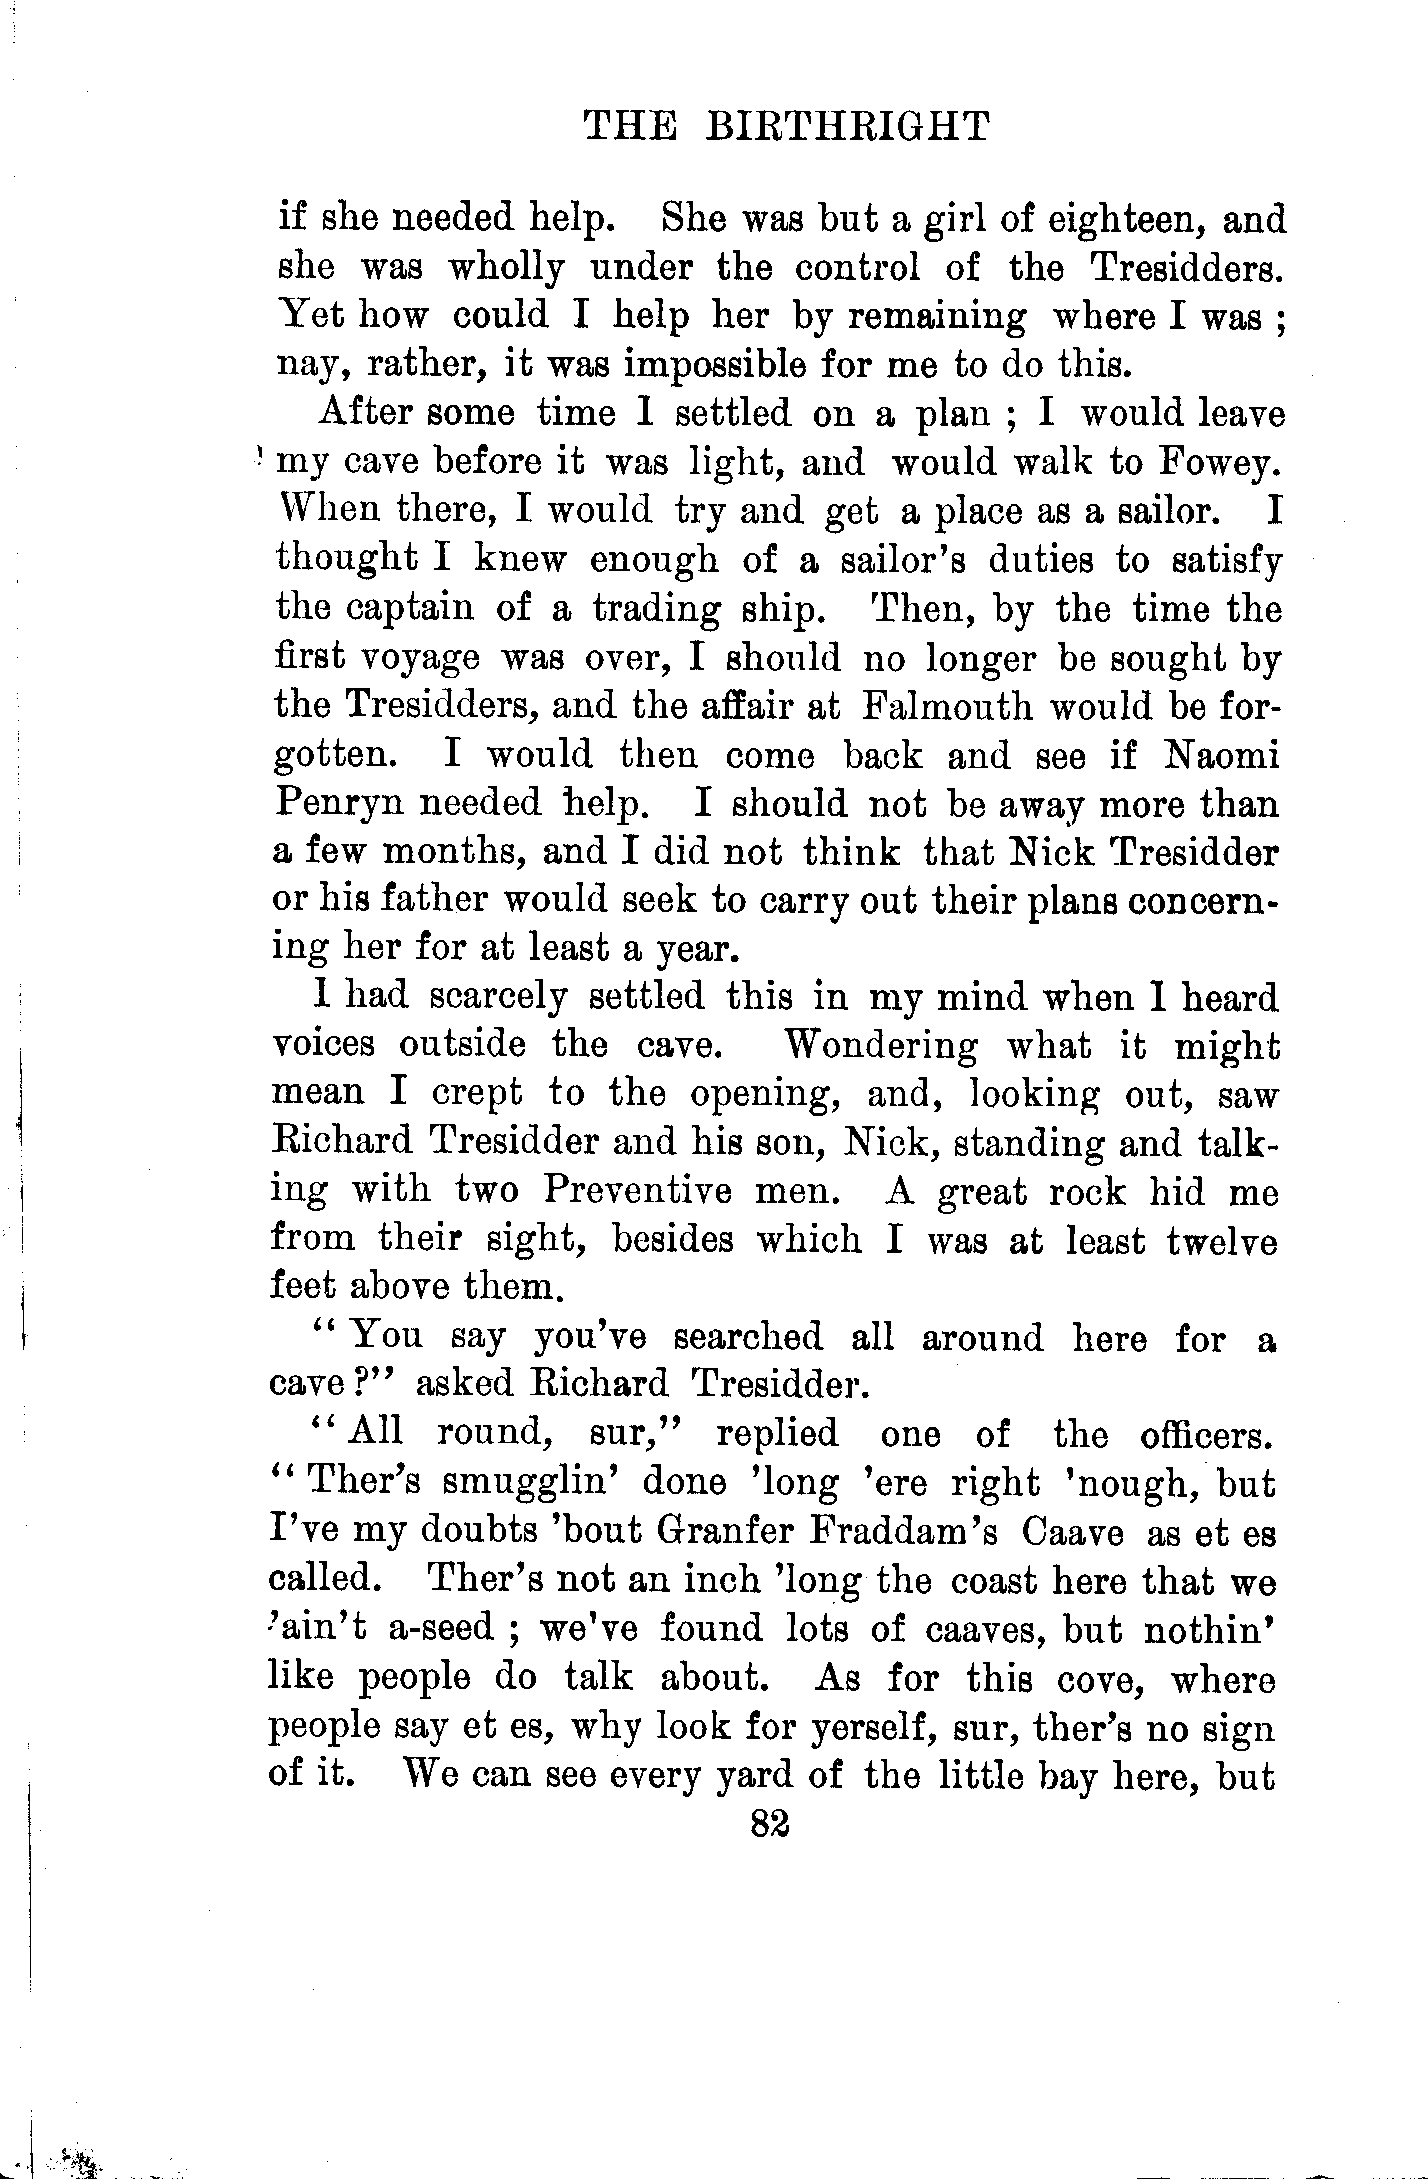 THE BIRTHRIGHT
if she needed help. She was but a girl of eighteen, and
she was wholly under the control of the Tresidders.
Yet how could I help her by remaining where I was ;
nay, rather, it was impossible for me to do this.
After some time I settled on a plan ; I would leave
my cave before it was light, and would walk to Fowey.
When there, I would try and get a place as a sailor. I
thought I knew enough of a sailor's duties to satisfy
the captain of a trading ship. Then, by the time the
first voyage was over, I should no longer be sought by
the Tresidders, and the affair at Falmouth would be for-
gotten. I would then come back and see if Naomi
Penryn needed help. I should not be away more than
a few months, and I did not think that Nick Tresidder
or his father would seek to carry out their plans concern-
ing her for at least a year.
I had scarcely settled this in my mind when I heard
voices outside the cave. Wondering what it might
mean I crept to the opening, and, looking out, saw
Richard Tresidder and his son, Nick, standing and talk-
ing with two Preventive men. A great rock hid me
from their sight, besides which I was at least twelve
feet above them.
“ You say you've searched all around here for a
cave ?” asked Richard Tresidder.
“ All round, sur,” replied one of the officers.
“ Ther's smugglin' done 'long 'ere right 'nough, but
I've my doubts 'bout Granfer Fraddam's Caave as et es
called. Ther's not an inch 'long the coast here that we
'ain't a-seed ; we've found lots of caaves, but nothin'
like people do talk about. As for this cove, where
people say et es, why look for yerself, sur, ther's no sign
of it. We can see every yard of the little bay here, but
82